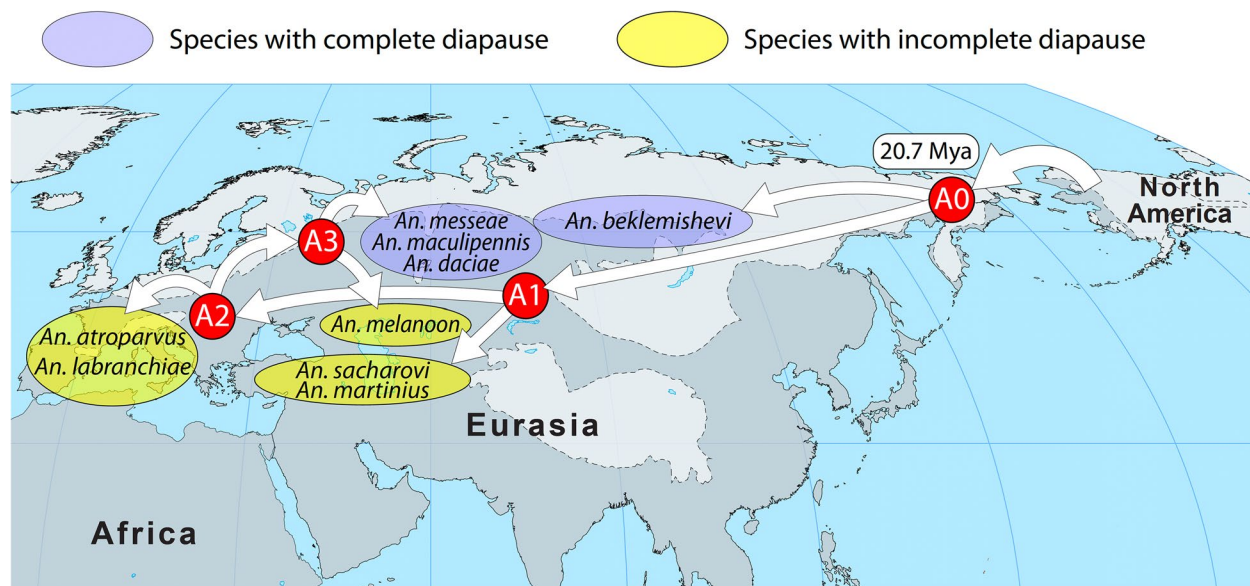 Species with complete diapause
Species with incomplete diapause
20.7 Mya
A0
North
America
An. messeae
An. maculipennis
An. daciae
An. beklemishevi
A3
A1
A2
An. melanoon
An. atroparvus
An. labranchiae
An. sacharovi
An. martinius
Eurasia
Africa